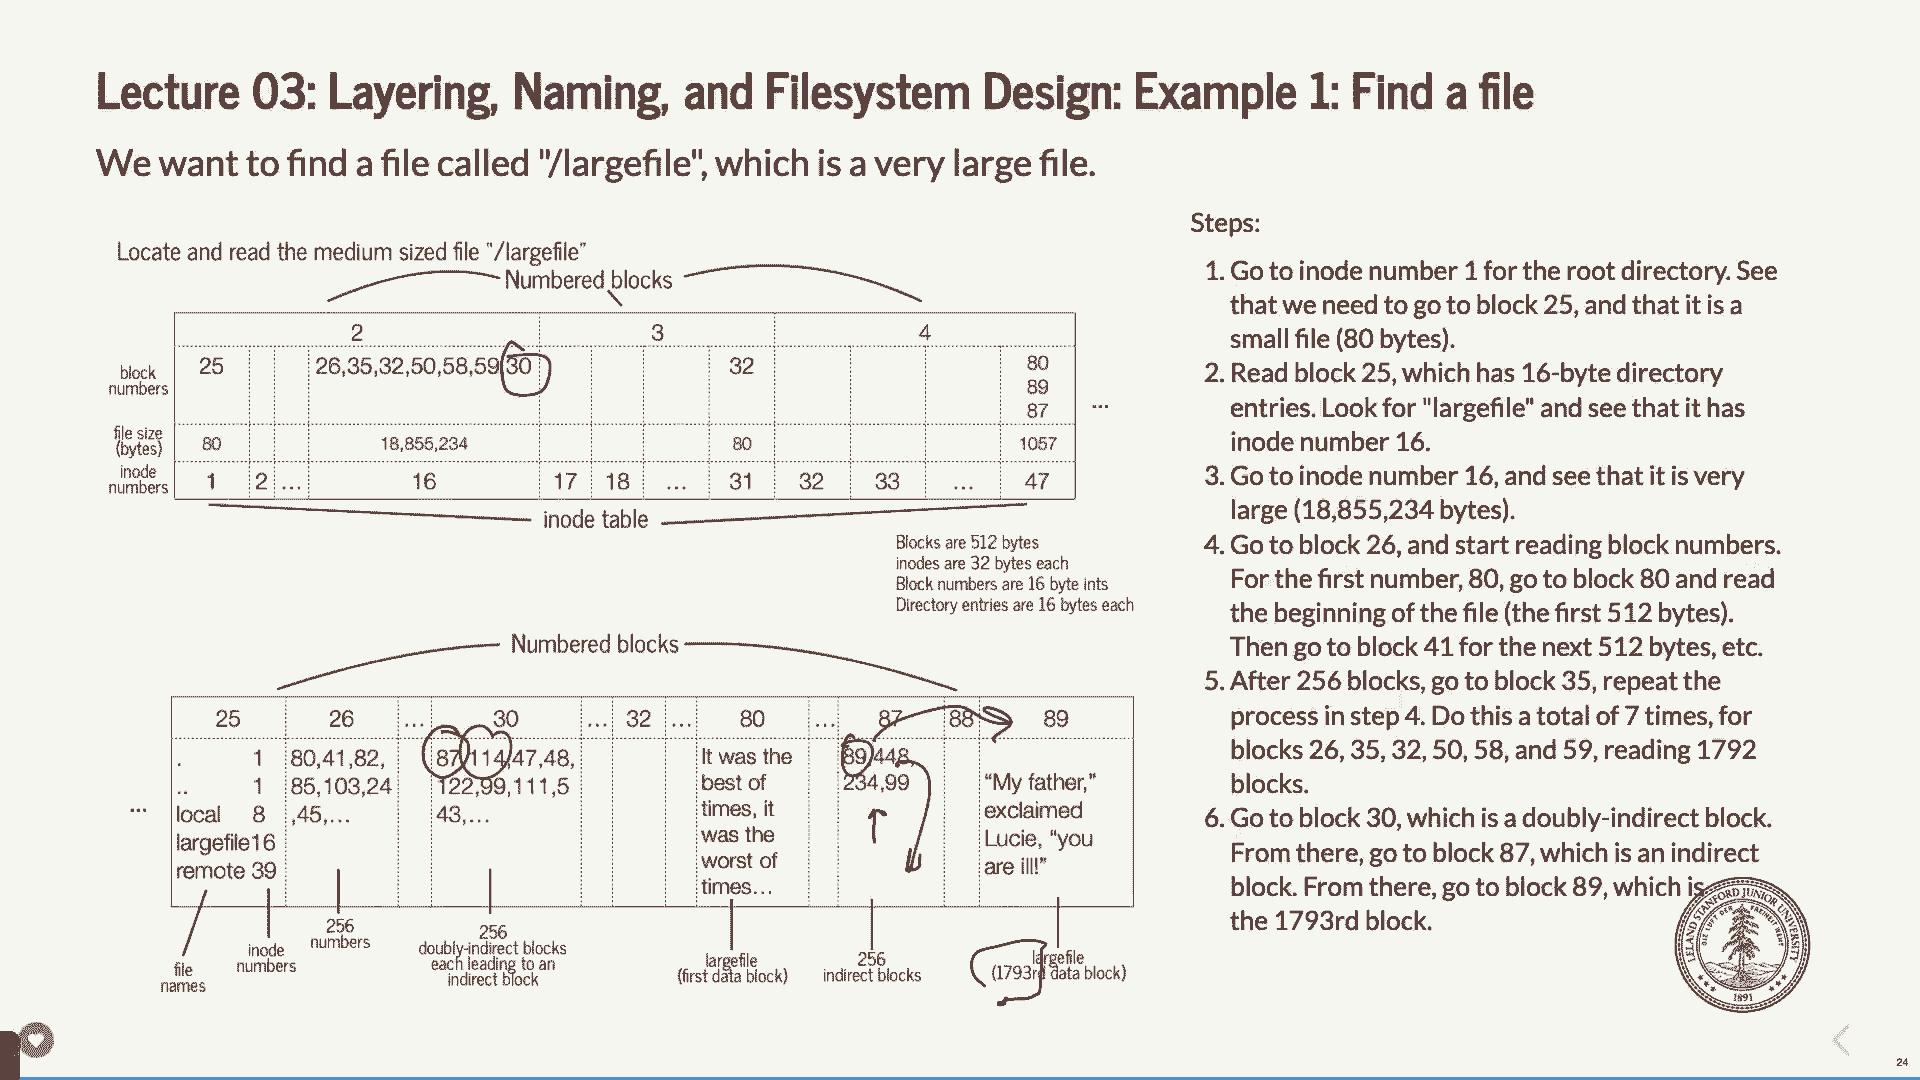 Lecture 03: Layering, Naming, and Filesystem Design: Example 1: Find a file
We want to find a file called "/largefile", which is a very large file.
Locate and read the medium sized file "/largefile"
Numbered blocks
2 3 4
block numbers 25 26,35,32,50,58,59,30 32 80
89
87
...
file size (bytes) 80 18,855,234 80 1057
inode numbers 1 2 ... 16 17 18 ... 31 32 33 ... 47
inode table
Blocks are 512 bytes
inodes are 32 bytes each
Block numbers are 16 byte ints
Directory entries are 16 bytes each
Numbered blocks
25 26 ... 30 ... 32 ... 80 ... 87 88 89
...
. 1
.. 1
local 8
largefile16
remote 39
80,41,82,
85,103,24
,45,...
87,114,47,48,
122,99,111,5
43,...
It was the
best of
times, it
was the
worst of
times...
89,448,
234,99
"My father,"
exclaimed
Lucie, "you
are ill!"
file
names
inode
numbers
256
numbers
256
doubly-indirect blocks
each leading to an
indirect block
largefile
(first data block)
256
indirect blocks
largefile
(1793rd data block)
Steps:
1. Go to inode number 1 for the root directory. See
that we need to go to block 25, and that it is a
small file (80 bytes).
2. Read block 25, which has 16-byte directory
entries. Look for "largefile" and see that it has
inode number 16.
3. Go to inode number 16, and see that it is very
large (18,855,234 bytes).
4. Go to block 26, and start reading block numbers.
For the first number, 80, go to block 80 and read
the beginning of the file (the first 512 bytes).
Then go to block 41 for the next 512 bytes, etc.
5. After 256 blocks, go to block 35, repeat the
process in step 4. Do this a total of 7 times, for
blocks 26, 35, 32, 50, 58, and 59, reading 1792
blocks.
6. Go to block 30, which is a doubly-indirect block.
From there, go to block 87, which is an indirect
block. From there, go to block 89, which is
the 1793rd block.
LELAND STANFORD JUNIOR UNIVERSITY
DIE LUFT DER FREIHEIT WEHT
1891
24